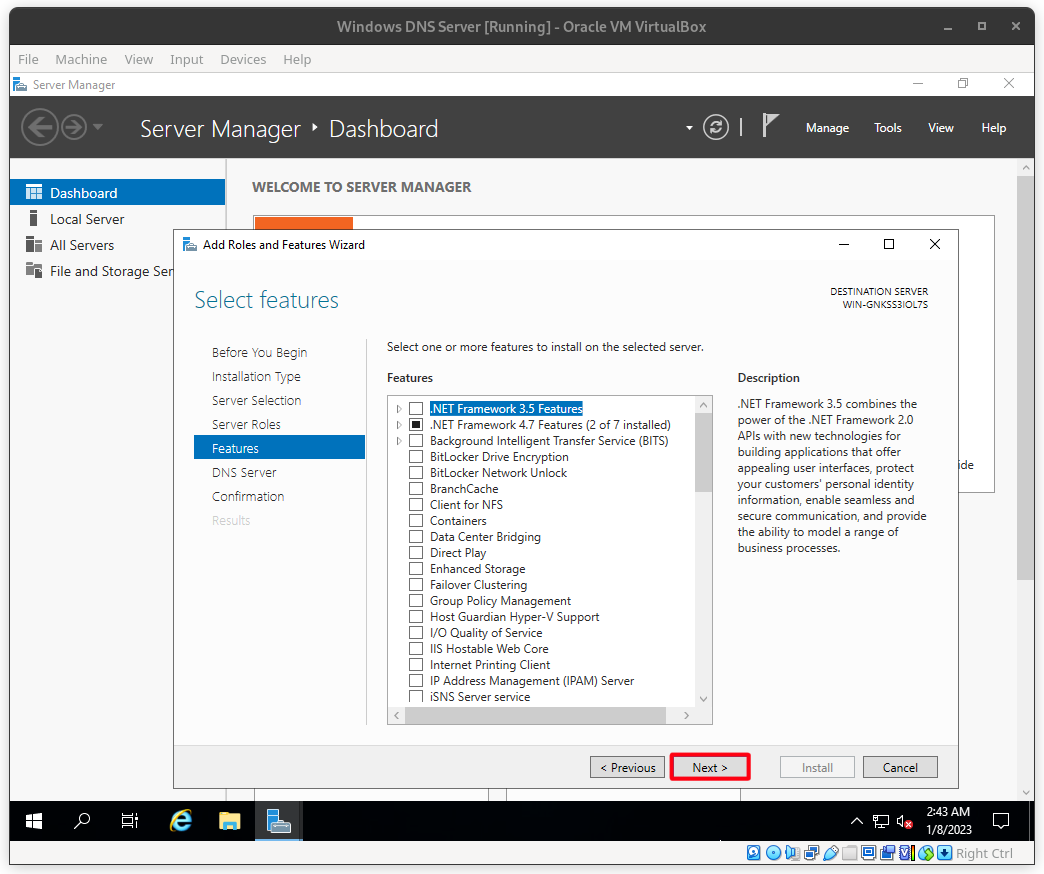 Windows DNS Server [Running] - Oracle VM VirtualBox
File Machine View Input Devices Help
Server Manager
Server Manager Dashboard
Manage Tools View Help
Dashboard
Local Server
All Servers
File and Storage Ser
WELCOME TO SERVER MANAGER
Add Roles and Features Wizard
Select features
DESTINATION SERVER
WIN-GNKSS3IOL7S
Before You Begin
Installation Type
Server Selection
Server Roles
Features
DNS Server
Confirmation
Results
Select one or more features to install on the selected server.
Features
.NET Framework 3.5 Features
.NET Framework 4.7 Features (2 of 7 installed)
Background Intelligent Transfer Service (BITS)
BitLocker Drive Encryption
BitLocker Network Unlock
BranchCache
Client for NFS
Containers
Data Center Bridging
Direct Play
Enhanced Storage
Failover Clustering
Group Policy Management
Host Guardian Hyper-V Support
I/O Quality of Service
IIS Hostable Web Core
Internet Printing Client
IP Address Management (IPAM) Server
iSNS Server service
Description
.NET Framework 3.5 combines the
power of the .NET Framework 2.0
APIs with new technologies for
building applications that offer
appealing user interfaces, protect
your customers' personal identity
information, enable seamless and
secure communication, and provide
the ability to model a range of
business processes.
ide
< Previous
Next >
Install
Cancel
2:43 AM
1/8/2023
Right Ctrl